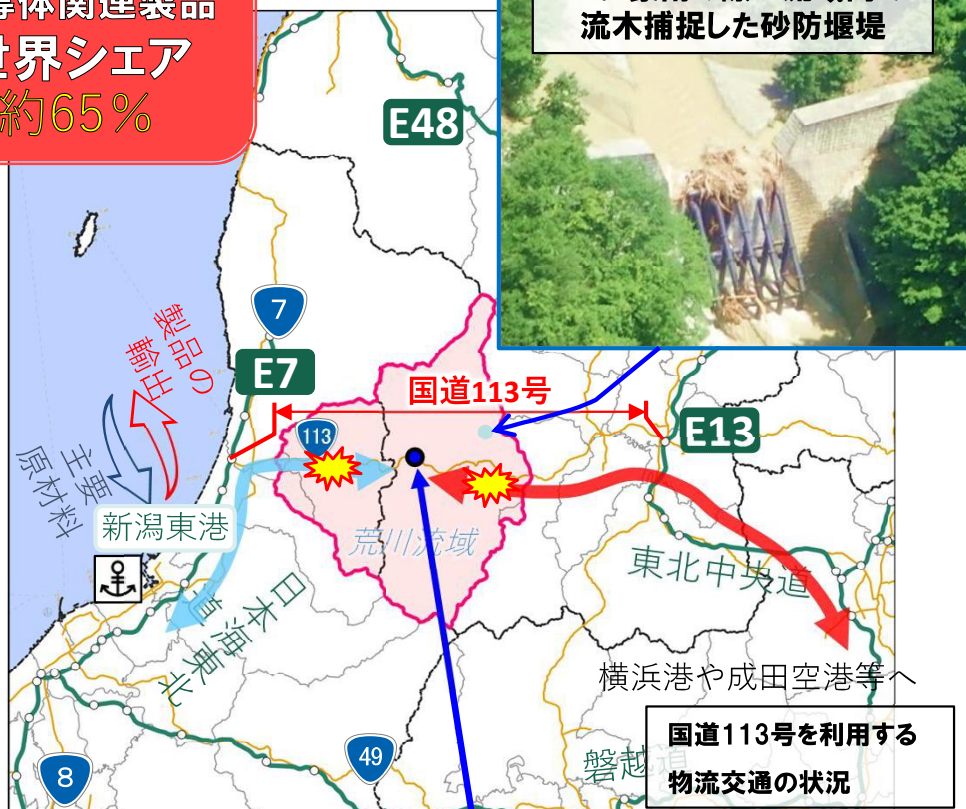 導体関連製品
世界シェア
約65%
流木捕捉した砂防堰堤
E48
7
製品の
輸出
E7
国道113号
113
E13
主要
原材料
新潟東港
荒川流域
東北中央道
日本海東北
道
横浜港や成田空港等へ
国道113号を利用する
物流交通の状況
49
磐越道
8